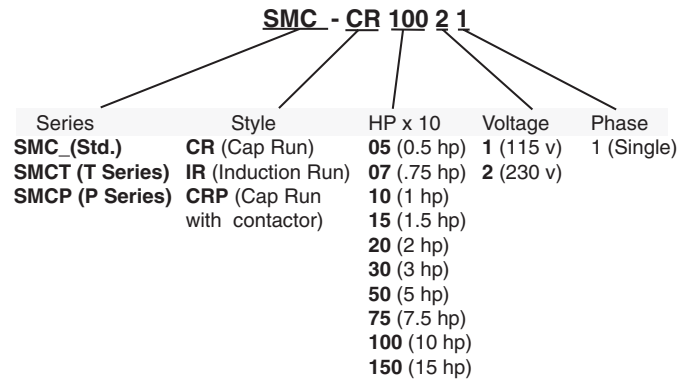 SMC_ - CR 100 2 1
Series Style HP x 10 Voltage Phase
SMC_(Std.) CR (Cap Run) 05 (0.5 hp) 1 (115 v) 1 (Single)
SMCT (T Series) IR (Induction Run) 07 (.75 hp) 2 (230 v)
SMCP (P Series) CRP (Cap Run 10 (1 hp)
with contactor) 15 (1.5 hp)
20 (2 hp)
30 (3 hp)
50 (5 hp)
75 (7.5 hp)
100 (10 hp)
150 (15 hp)